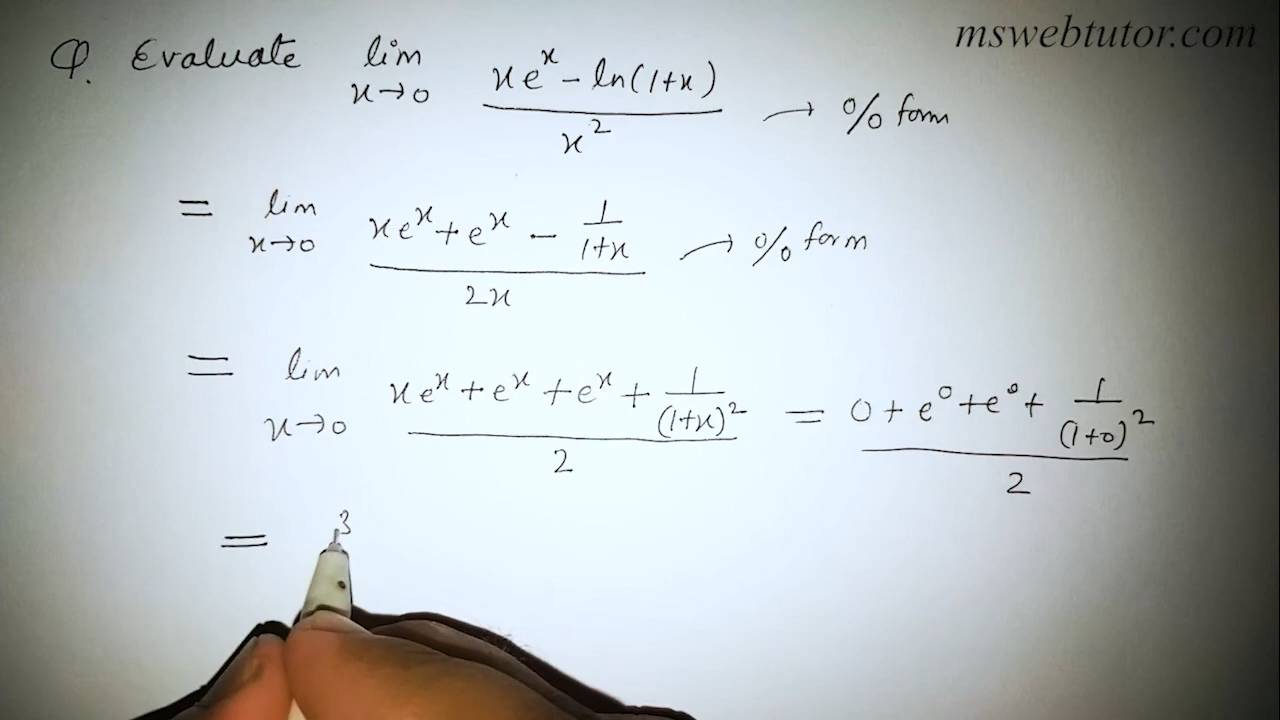 mswebtutor.com
Q. Evaluate lim x→0 (xe^x - ln(1+x)) / x^2 → 0/0 form
= lim x→0 (xe^x + e^x - 1/(1+x)) / 2x → 0/0 form
= lim x→0 (xe^x + e^x + e^x + 1/(1+x)^2) / 2 = (0 + e^0 + e^0 + 1/(1+0)^2) / 2
= 3